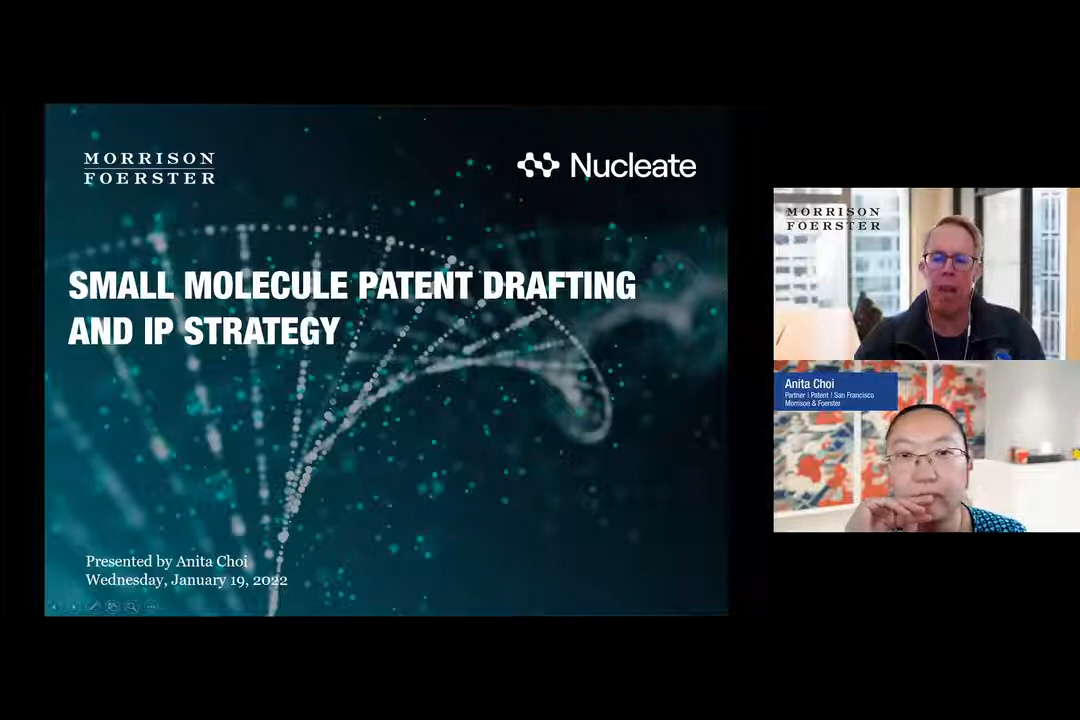 MORRISON
FOERSTER
Nucleate
SMALL MOLECULE PATENT DRAFTING
AND IP STRATEGY
Presented by Anita Choi
Wednesday, January 19, 2022
MORRISON
FOERSTER
Anita Choi
Partner | Patent | San Francisco
Morrison & Foerster